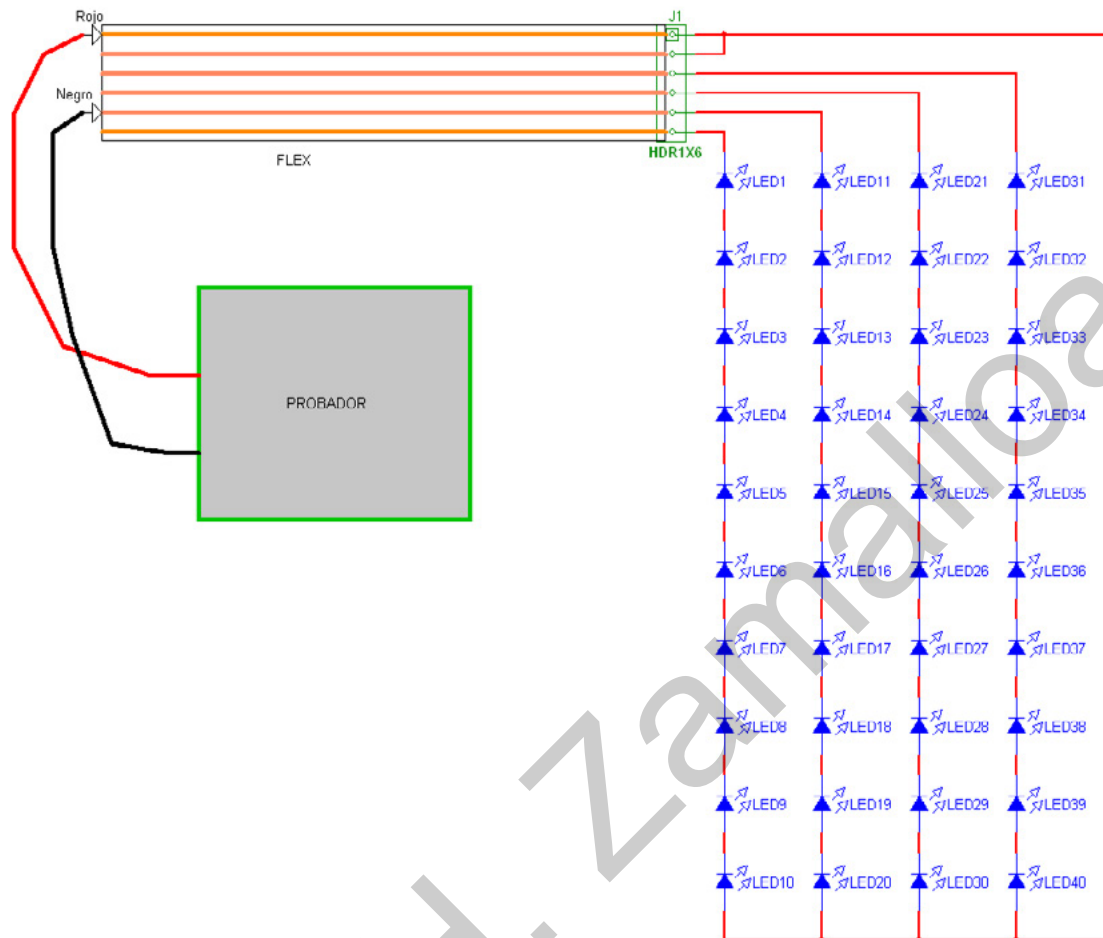 Rojo
J1
Negro
FLEX
HDR1X6
LED1 LED11 LED21 LED31
LED2 LED12 LED22 LED32
LED3 LED13 LED23 LED33
PROBADOR
LED4 LED14 LED24 LED34
LED5 LED15 LED25 LED35
LED6 LED16 LED26 LED36
LED7 LED17 LED27 LED37
LED8 LED18 LED28 LED38
LED9 LED19 LED29 LED39
LED10 LED20 LED30 LED40
d. Zamalloa